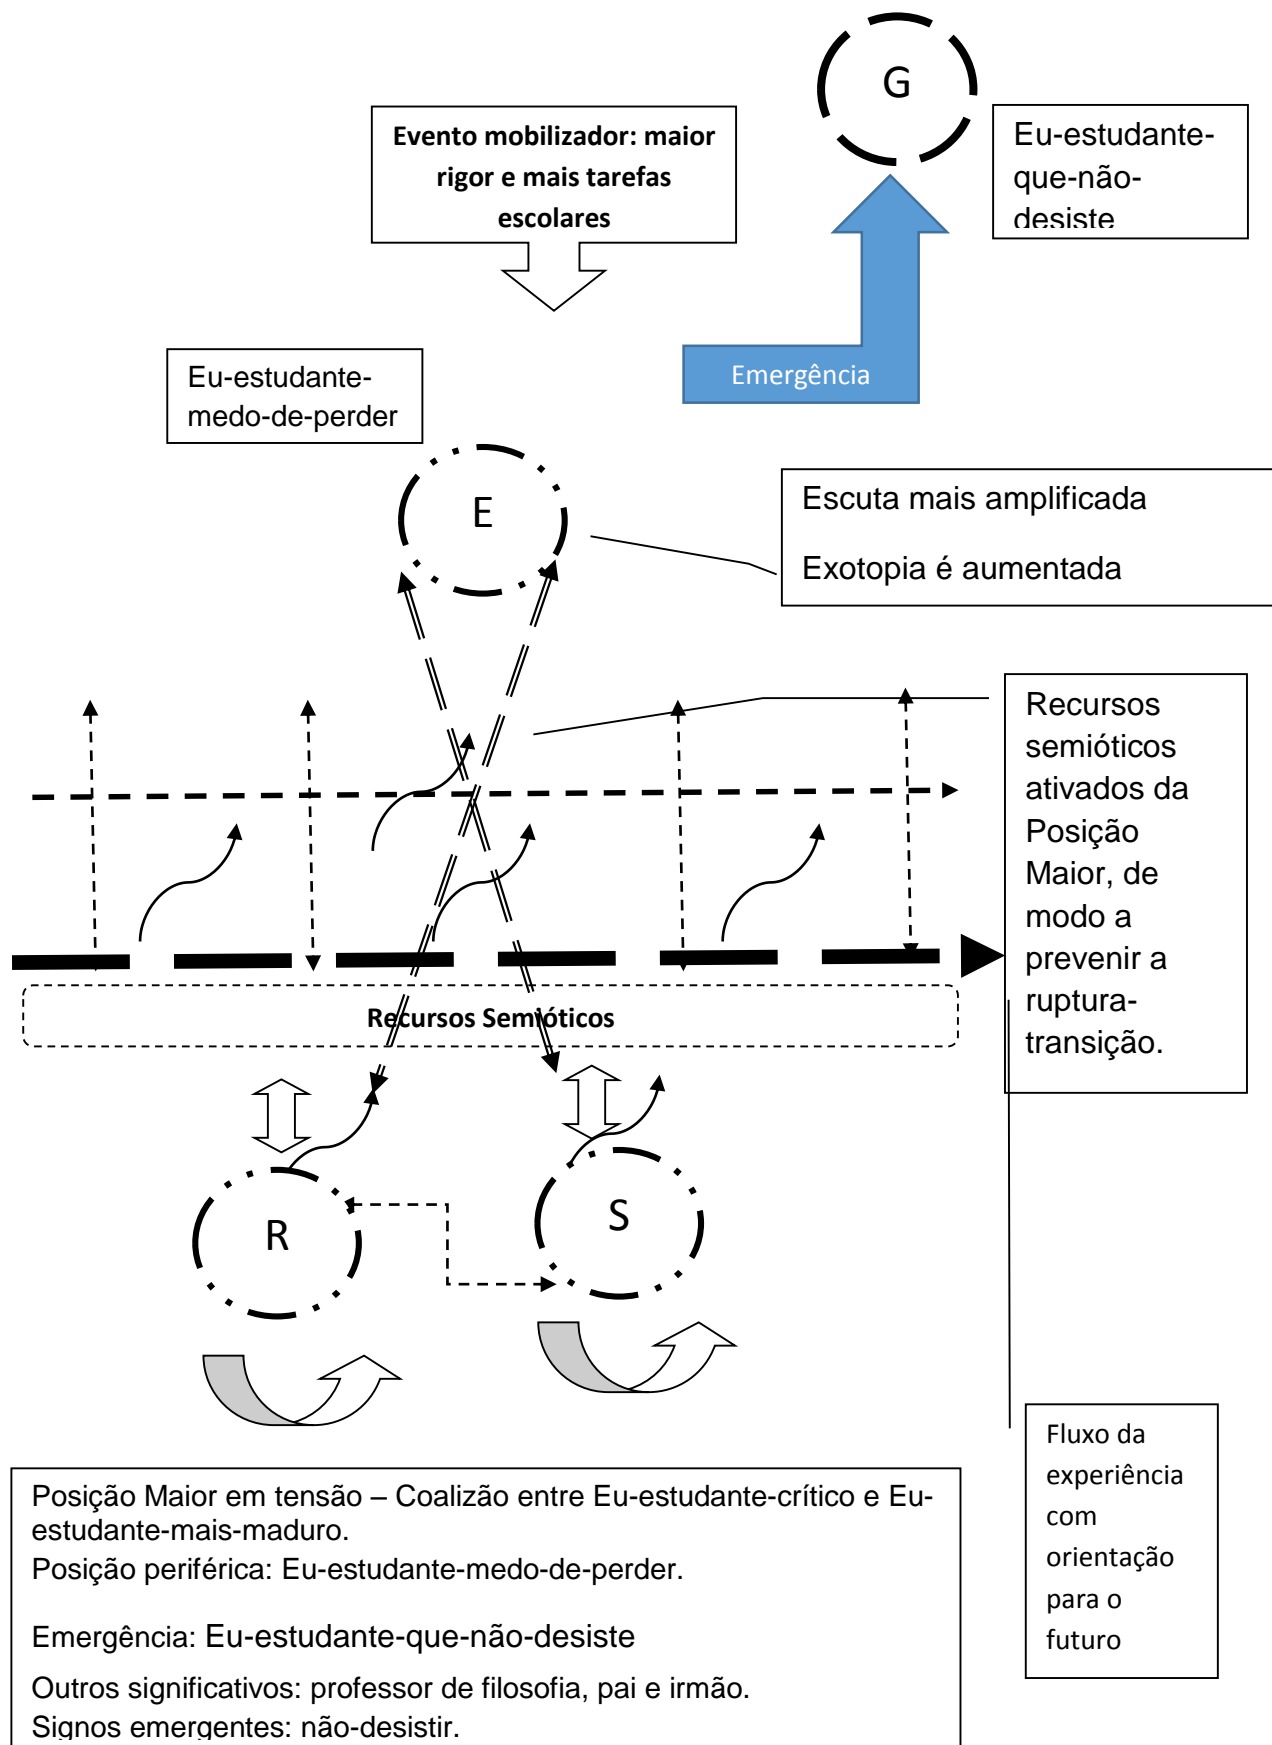 G
Evento mobilizador: maior
rigor e mais tarefas
escolares
Eu-estudante-
que-não-
desiste
Emergência
Eu-estudante-
medo-de-perder
E
Escuta mais amplificada
Exotopia é aumentada
Recursos
semióticos
ativados da
Posição
Maior, de
modo a
prevenir a
ruptura-
transição.
Recursos Semióticos
R
S
Fluxo da
experiência
com
orientação
para o
futuro
Posição Maior em tensão – Coalizão entre Eu-estudante-crítico e Eu-
estudante-mais-maduro.
Posição periférica: Eu-estudante-medo-de-perder.
Emergência: Eu-estudante-que-não-desiste
Outros significativos: professor de filosofia, pai e irmão.
Signos emergentes: não-desistir.